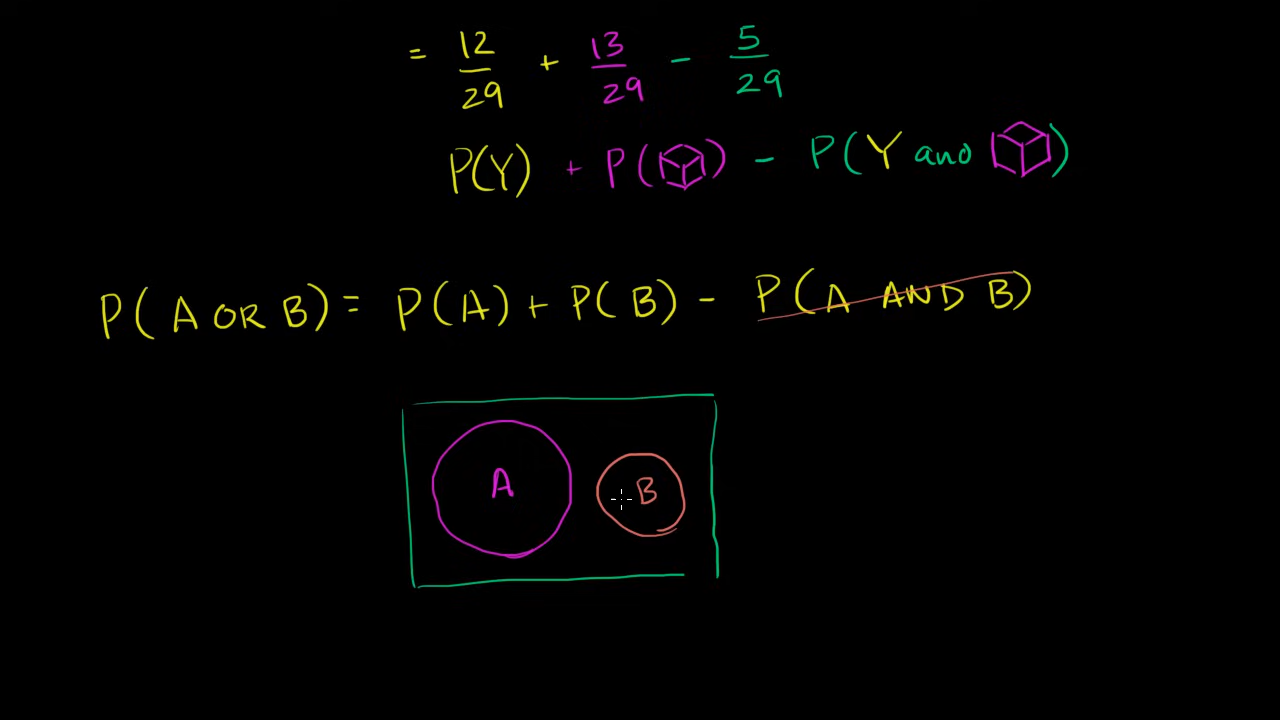 = 12/29 + 13/29 - 5/29
P(Y) + P( ) - P(Y and )
P(A OR B) = P(A) + P(B) - P(A AND B)
A B